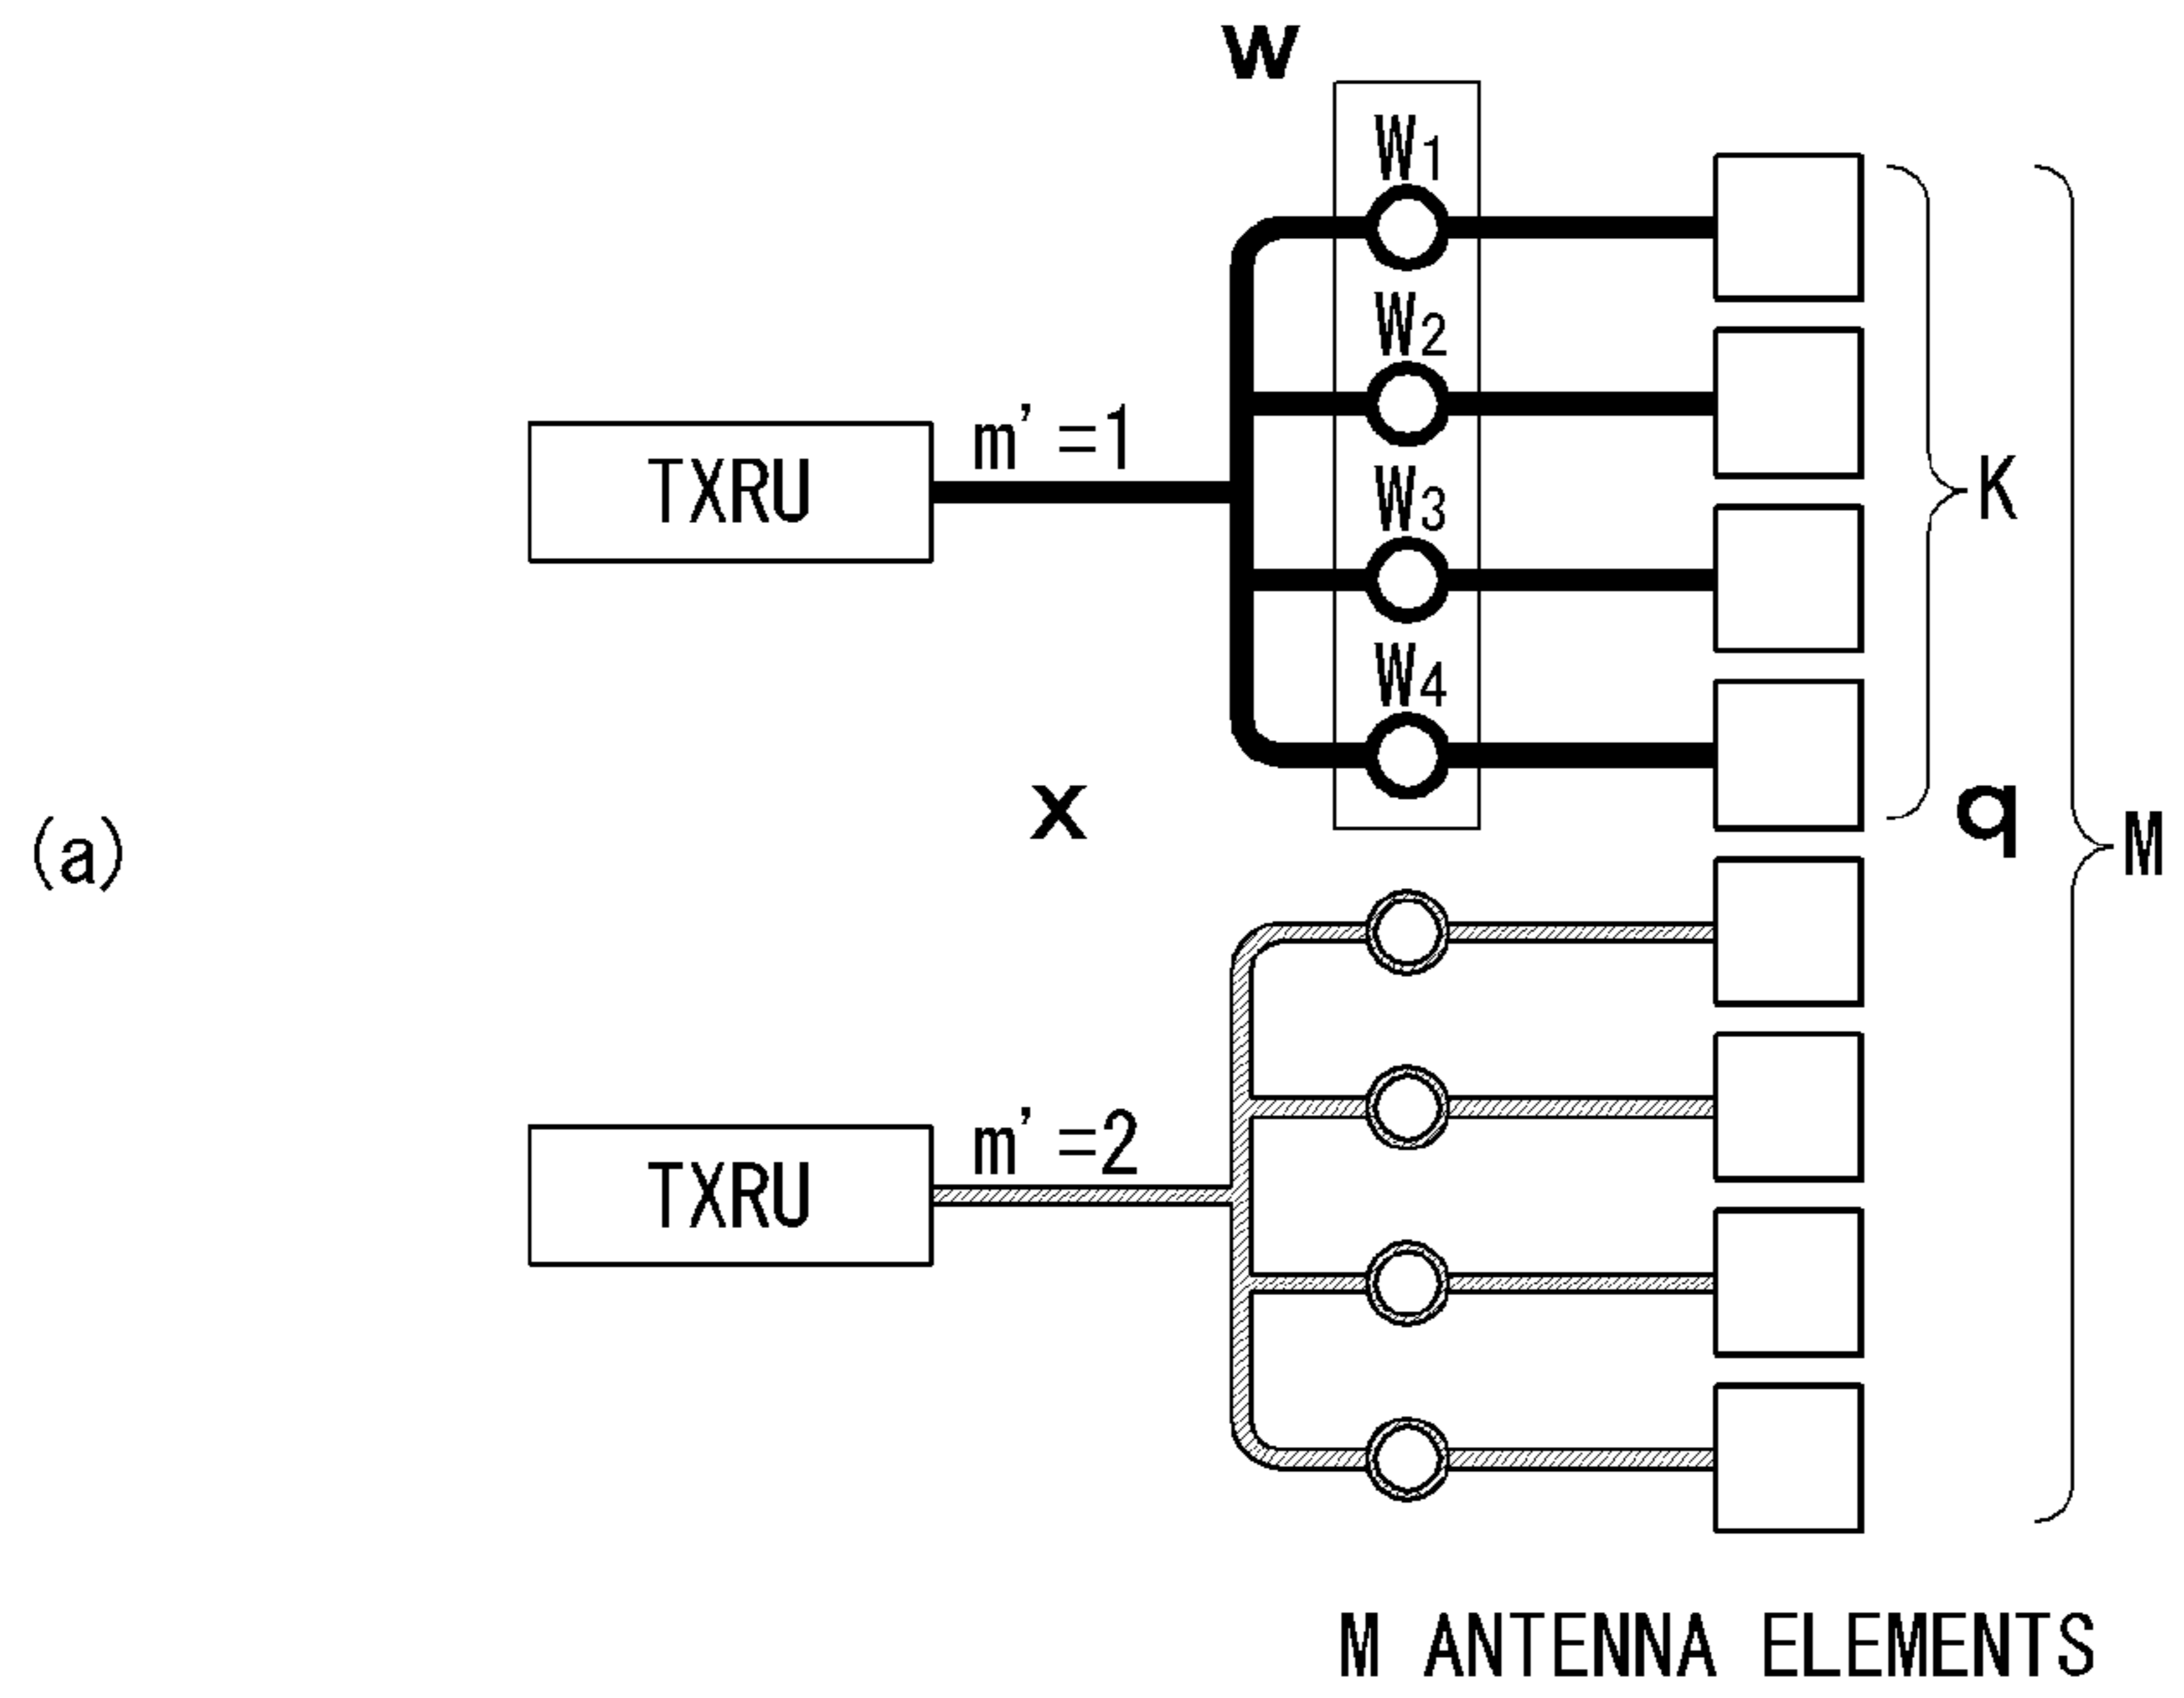 w
W1
W2
m'=1
TXRU
W3
K
W4
x
q
(a)
M
m'=2
TXRU
M ANTENNA ELEMENTS